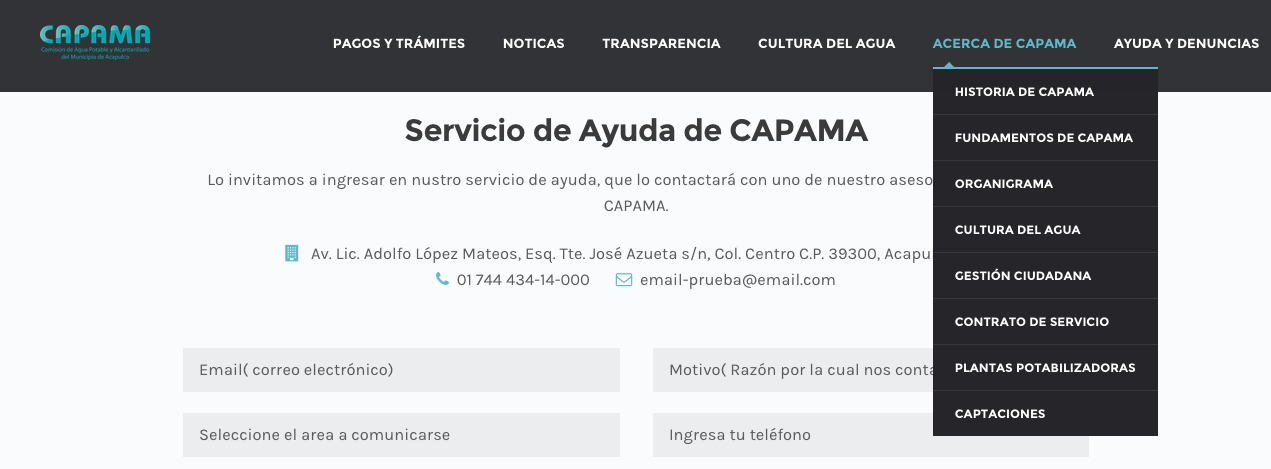 CAPAMA
Comisión de Agua Potable y Alcantarillado
del Municipio de Acapulco
PAGOS Y TRÁMITES
NOTICAS
TRANSPARENCIA
CULTURA DEL AGUA
ACERCA DE CAPAMA
AYUDA Y DENUNCIAS
HISTORIA DE CAPAMA
FUNDAMENTOS DE CAPAMA
ORGANIGRAMA
CULTURA DEL AGUA
GESTIÓN CIUDADANA
CONTRATO DE SERVICIO
PLANTAS POTABILIZADORAS
CAPTACIONES
Servicio de Ayuda de CAPAMA
Lo invitamos a ingresar en nustro servicio de ayuda, que lo contactará con uno de nuestro aseso
CAPAMA.
Av. Lic. Adolfo López Mateos, Esq. Tte. José Azueta s/n, Col. Centro C.P. 39300, Acapu
01 744 434-14-000
email-prueba@email.com
Email( correo electrónico)
Motivo( Razón por la cual nos conta
Seleccione el area a comunicarse
Ingresa tu teléfono